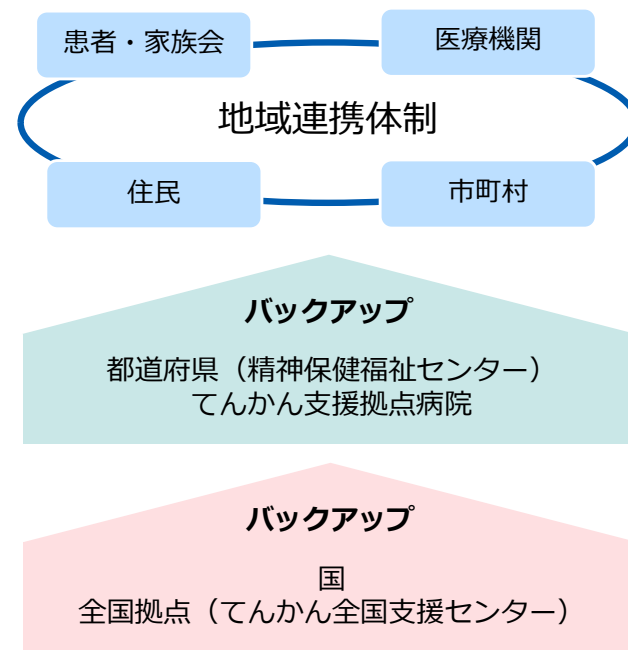 患者・家族会
医療機関
地域連携体制
住民
市町村
バックアップ
都道府県（精神保健福祉センター）
てんかん支援拠点病院
バックアップ
国
全国拠点（てんかん全国支援センター）